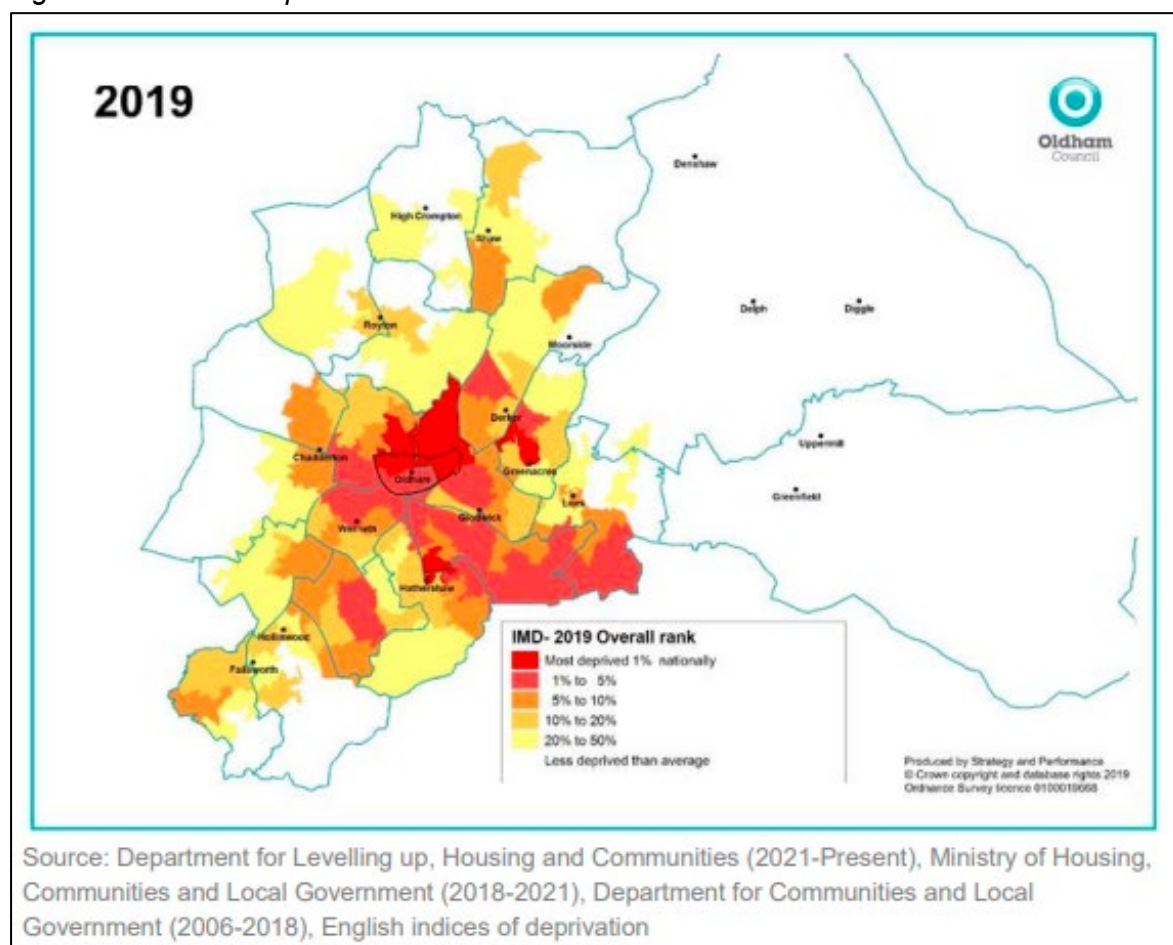 2019
Oldham
Council
Denshaw
High Crompton
Shaw
Delph
Diggle
Royton
Moorside
Derker
Uppermill
Chadderton
Greenacres
Oldham
Greenfield
Lees
Glodwick
Werneth
Hathershaw
Hollinwood
Failsworth
IMD- 2019 Overall rank
Most deprived 1% nationally
1% to 5%
5% to 10%
10% to 20%
20% to 50%
Less deprived than average
Produced by Strategy and Performance
© Crown copyright and database rights 2019
Ordnance Survey licence 0100019668
Source: Department for Levelling up, Housing and Communities (2021-Present), Ministry of Housing,
Communities and Local Government (2018-2021), Department for Communities and Local
Government (2006-2018), English indices of deprivation